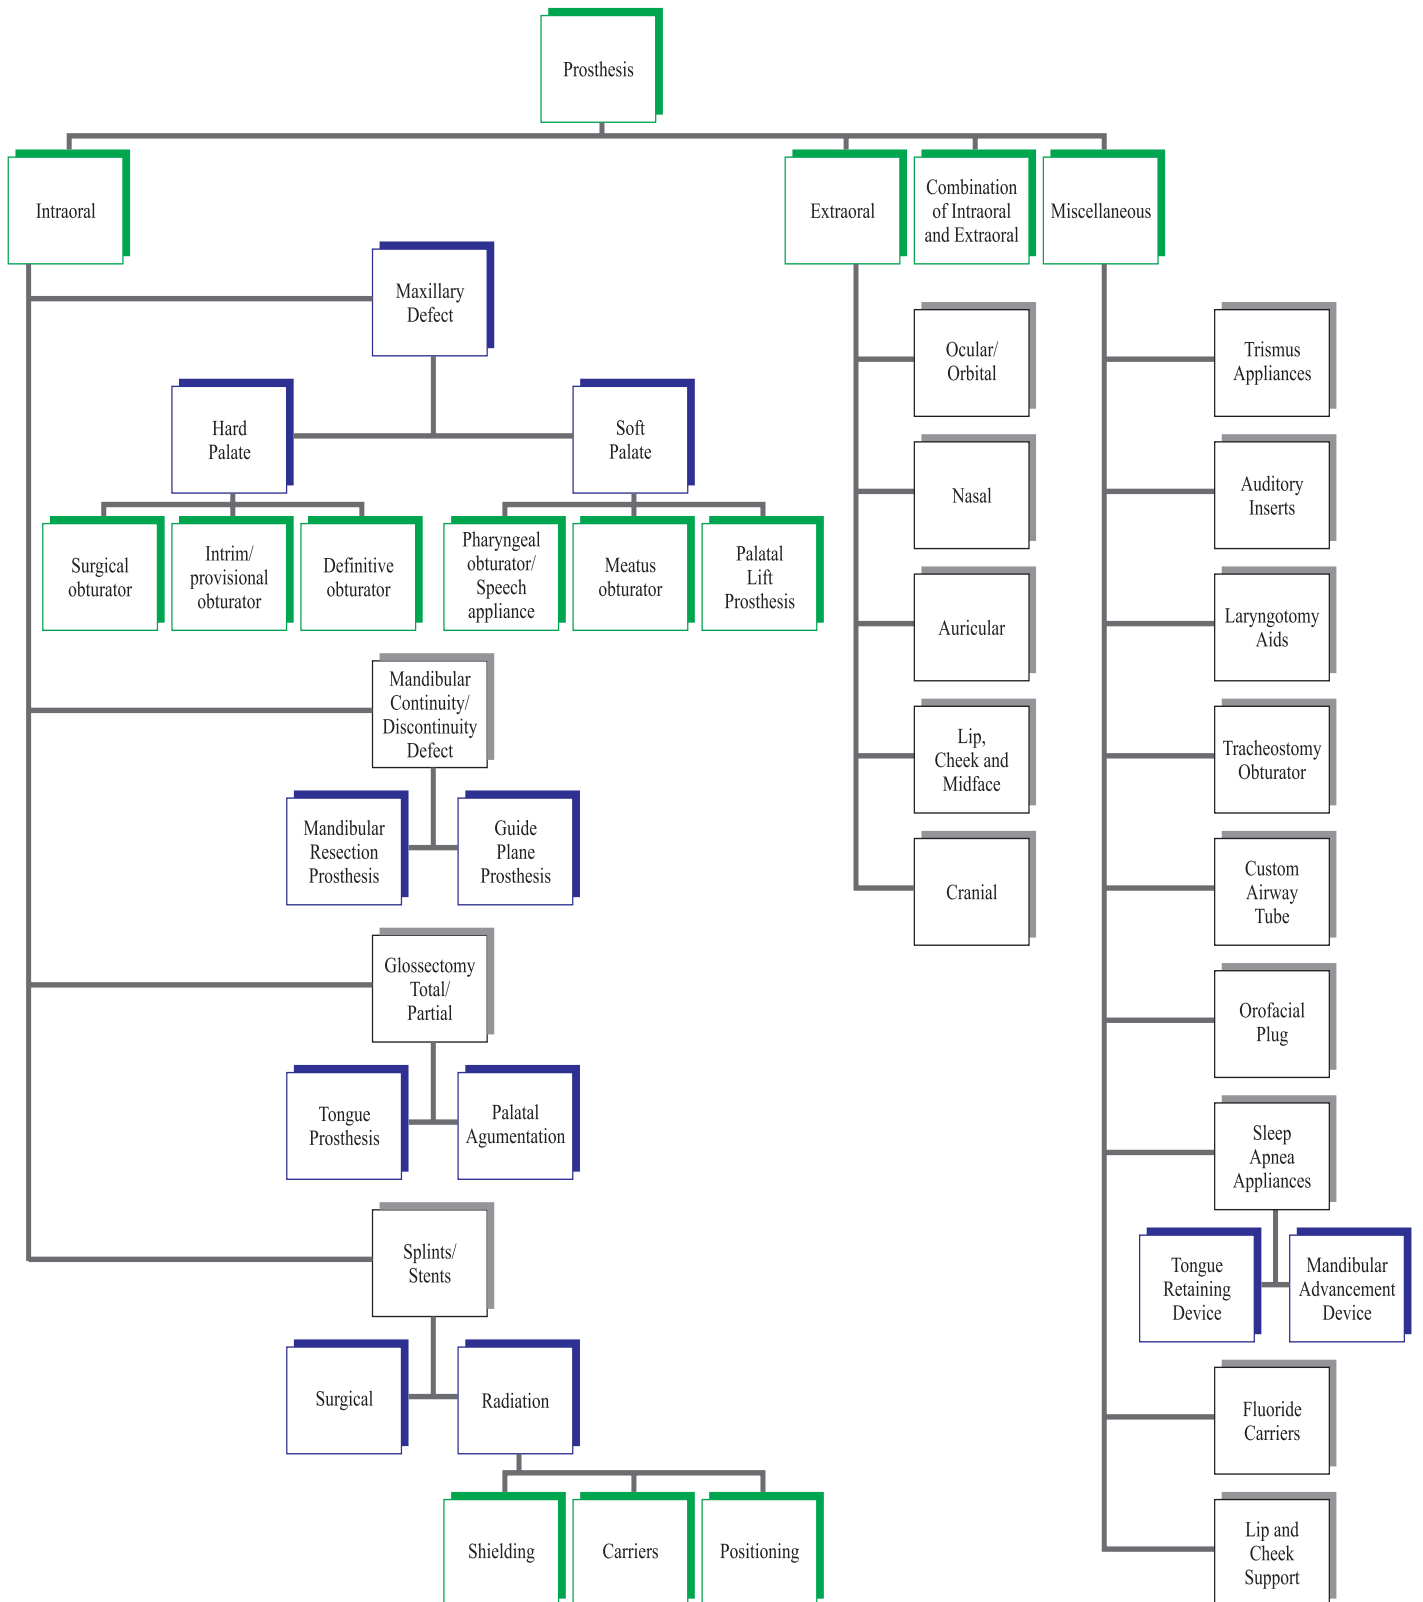 Prosthesis
Intraoral
Extraoral
Combination
of Intraoral
and Extraoral
Miscellaneous
Maxillary
Defect
Hard
Palate
Soft
Palate
Surgical
obturator
Intrim/
provisional
obturator
Definitive
obturator
Pharyngeal
obturator/
Speech
appliance
Meatus
obturator
Palatal
Lift
Prosthesis
Mandibular
Continuity/
Discontinuity
Defect
Mandibular
Resection
Prosthesis
Guide
Plane
Prosthesis
Glossectomy
Total/
Partial
Tongue
Prosthesis
Palatal
Agumentation
Splints/
Stents
Surgical
Radiation
Shielding
Carriers
Positioning
Ocular/
Orbital
Nasal
Auricular
Lip,
Cheek and
Midface
Cranial
Trismus
Appliances
Auditory
Inserts
Laryngotomy
Aids
Tracheostomy
Obturator
Custom
Airway
Tube
Orofacial
Plug
Sleep
Apnea
Appliances
Tongue
Retaining
Device
Mandibular
Advancement
Device
Fluoride
Carriers
Lip and
Cheek
Support